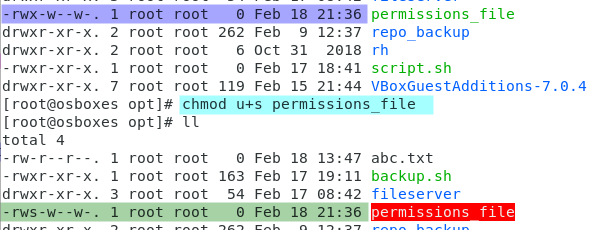 -rwx-w--w-. 1 root root   0 Feb 18 21:36 permissions_file
drwxr-xr-x. 2 root root 262 Feb  9 12:37 repo_backup
drwxr-xr-x. 2 root root   6 Oct 31  2018 rh
-rwxr-xr-x. 1 root root   0 Feb 17 18:41 script.sh
drwxr-xr-x. 7 root root 119 Feb 15 21:44 VBoxGuestAdditions-7.0.4
[root@osboxes opt]# chmod u+s permissions_file
[root@osboxes opt]# ll
total 4
-rw-r--r--. 1 root root   0 Feb 18 13:47 abc.txt
-rwxr-xr-x. 1 root root 163 Feb 17 19:11 backup.sh
drwxr-xr-x. 3 root root  54 Feb 17 08:42 fileserver
-rws-w--w-. 1 root root   0 Feb 18 21:36 permissions_file